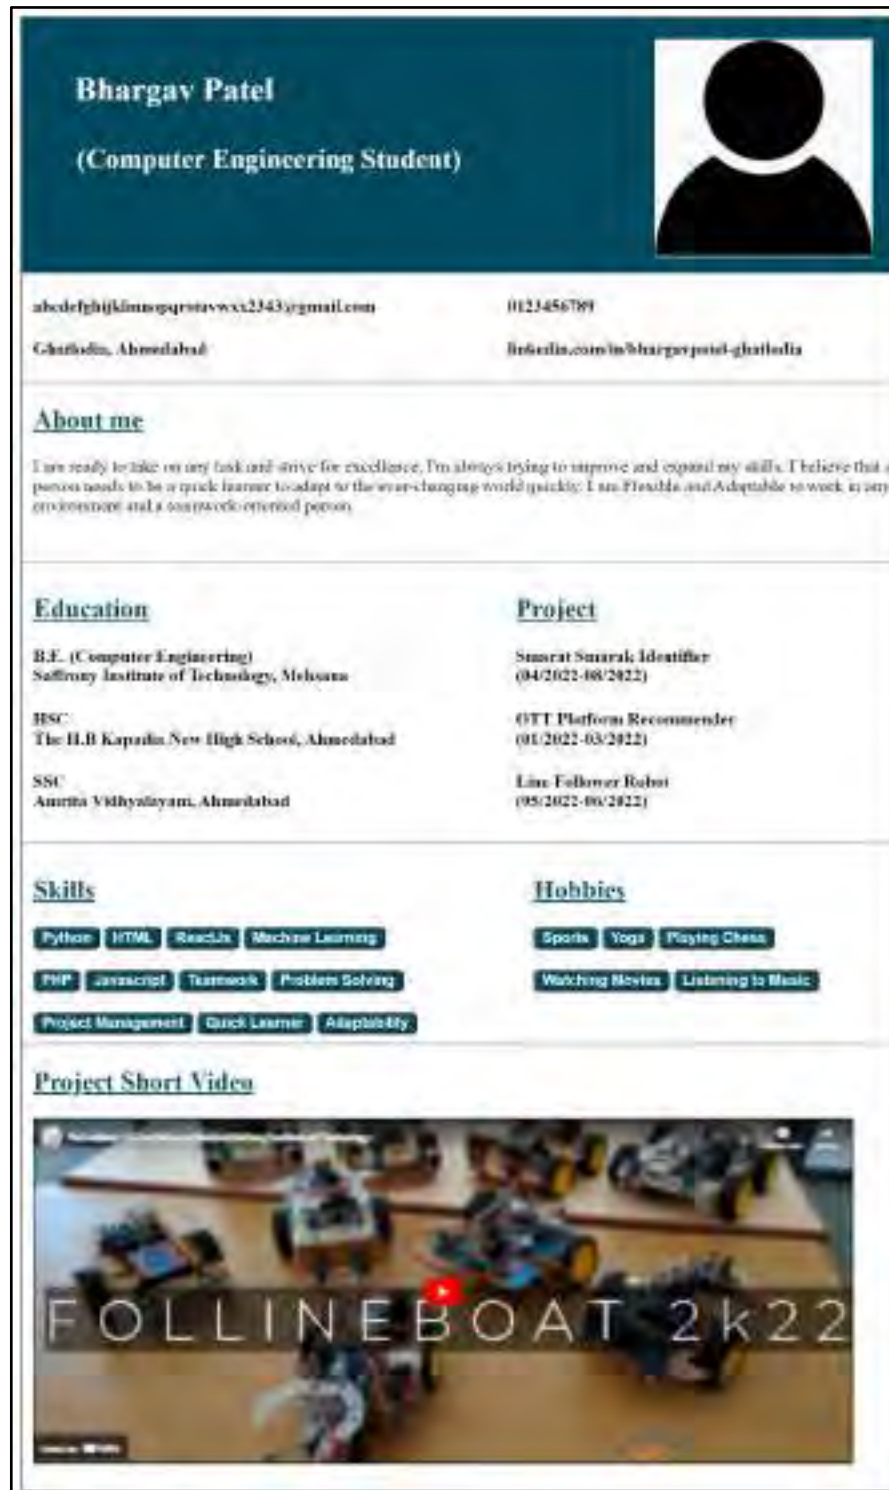 Bhargav Patel
(Computer Engineering Student)
0123456789
Ghatlodia, Ahmedabad
linkedin.com/in/bhargavpatel-ghatlodia
About me
I am ready to take on any task and strive for excellence. I'm always trying to improve and expand my skills. I believe that a
person needs to be a quick learner to adapt to the ever-changing world quickly. I am Flexible and Adaptable to work in any
environment and a teamwork-oriented person.
Education
B.E. (Computer Engineering)
Saffrony Institute of Technology, Mehsana
HSC
The H.B Kapadia New High School, Ahmedabad
SSC
Amrita Vidhyalayam, Ahmedabad
Project
Smarak Identifier
(04/2022-08/2022)
OTT Platform Recommender
(01/2022-03/2022)
Line Follower Robot
(05/2022-06/2022)
Skills
Python HTML ReactJs Machine Learning
PHP Javascript Teamwork Problem Solving
Project Management Quick Learner Adaptability
Hobbies
Sports Yoga Playing Chess
Watching Movies Listening to Music
Project Short Video
FOLLINEBOAT 2k22